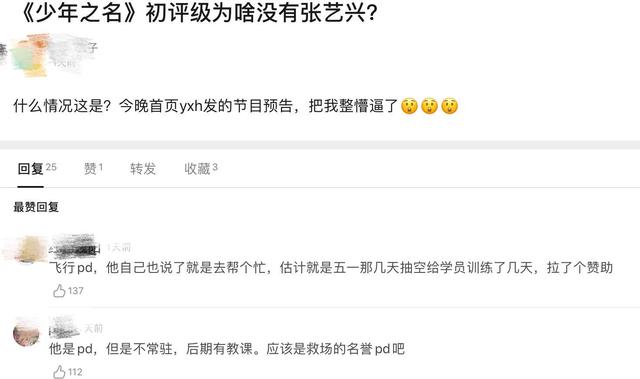 《少年之名》初评级为啥没有张艺兴?
子
天前
什么情况这是？今晚首页yxh发的节目预告，把我整懵逼了😲😲😲
回复 25 赞 1 转发 收藏 3
最赞回复
1天前
飞行pd，他自己也说了就是去帮个忙，估计就是五一那几天抽空给学员训练了几天，拉了个赞助
137
天前
他是pd，但是不常驻，后期有教课。应该是救场的名誉pd吧
112